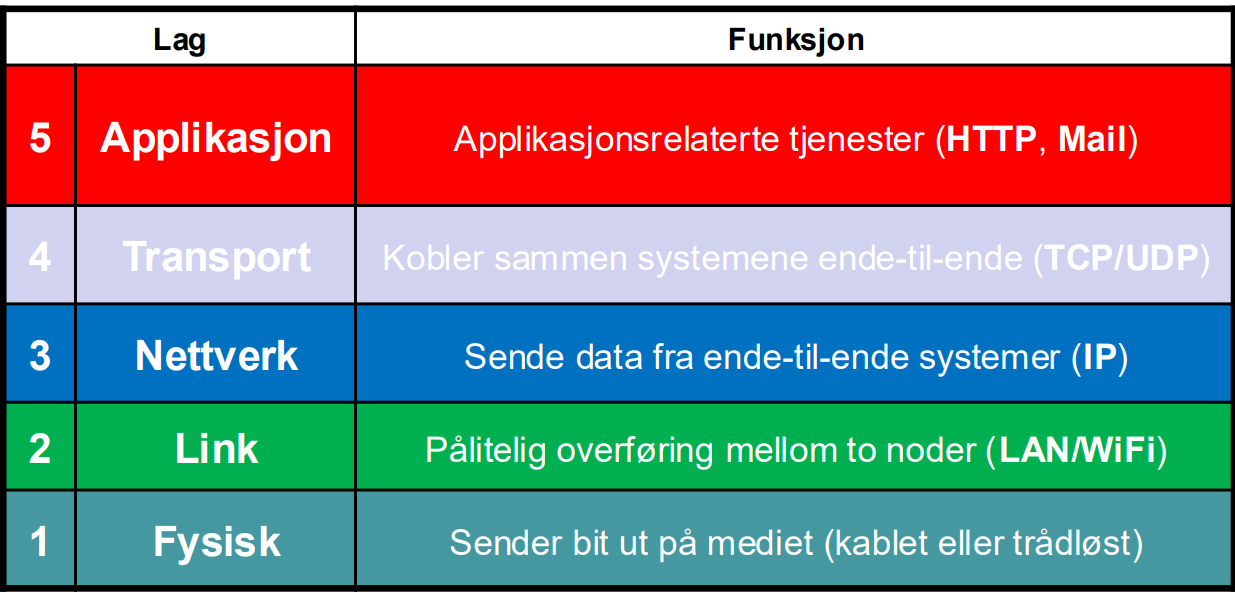 Lag Funksjon
5 Applikasjon Applikasjonsrelaterte tjenester (HTTP, Mail)
4 Transport Kobler sammen systemene ende-til-ende (TCP/UDP)
3 Nettverk Sende data fra ende-til-ende systemer (IP)
2 Link Pålitelig overføring mellom to noder (LAN/WiFi)
1 Fysisk Sender bit ut på mediet (kablet eller trådløst)